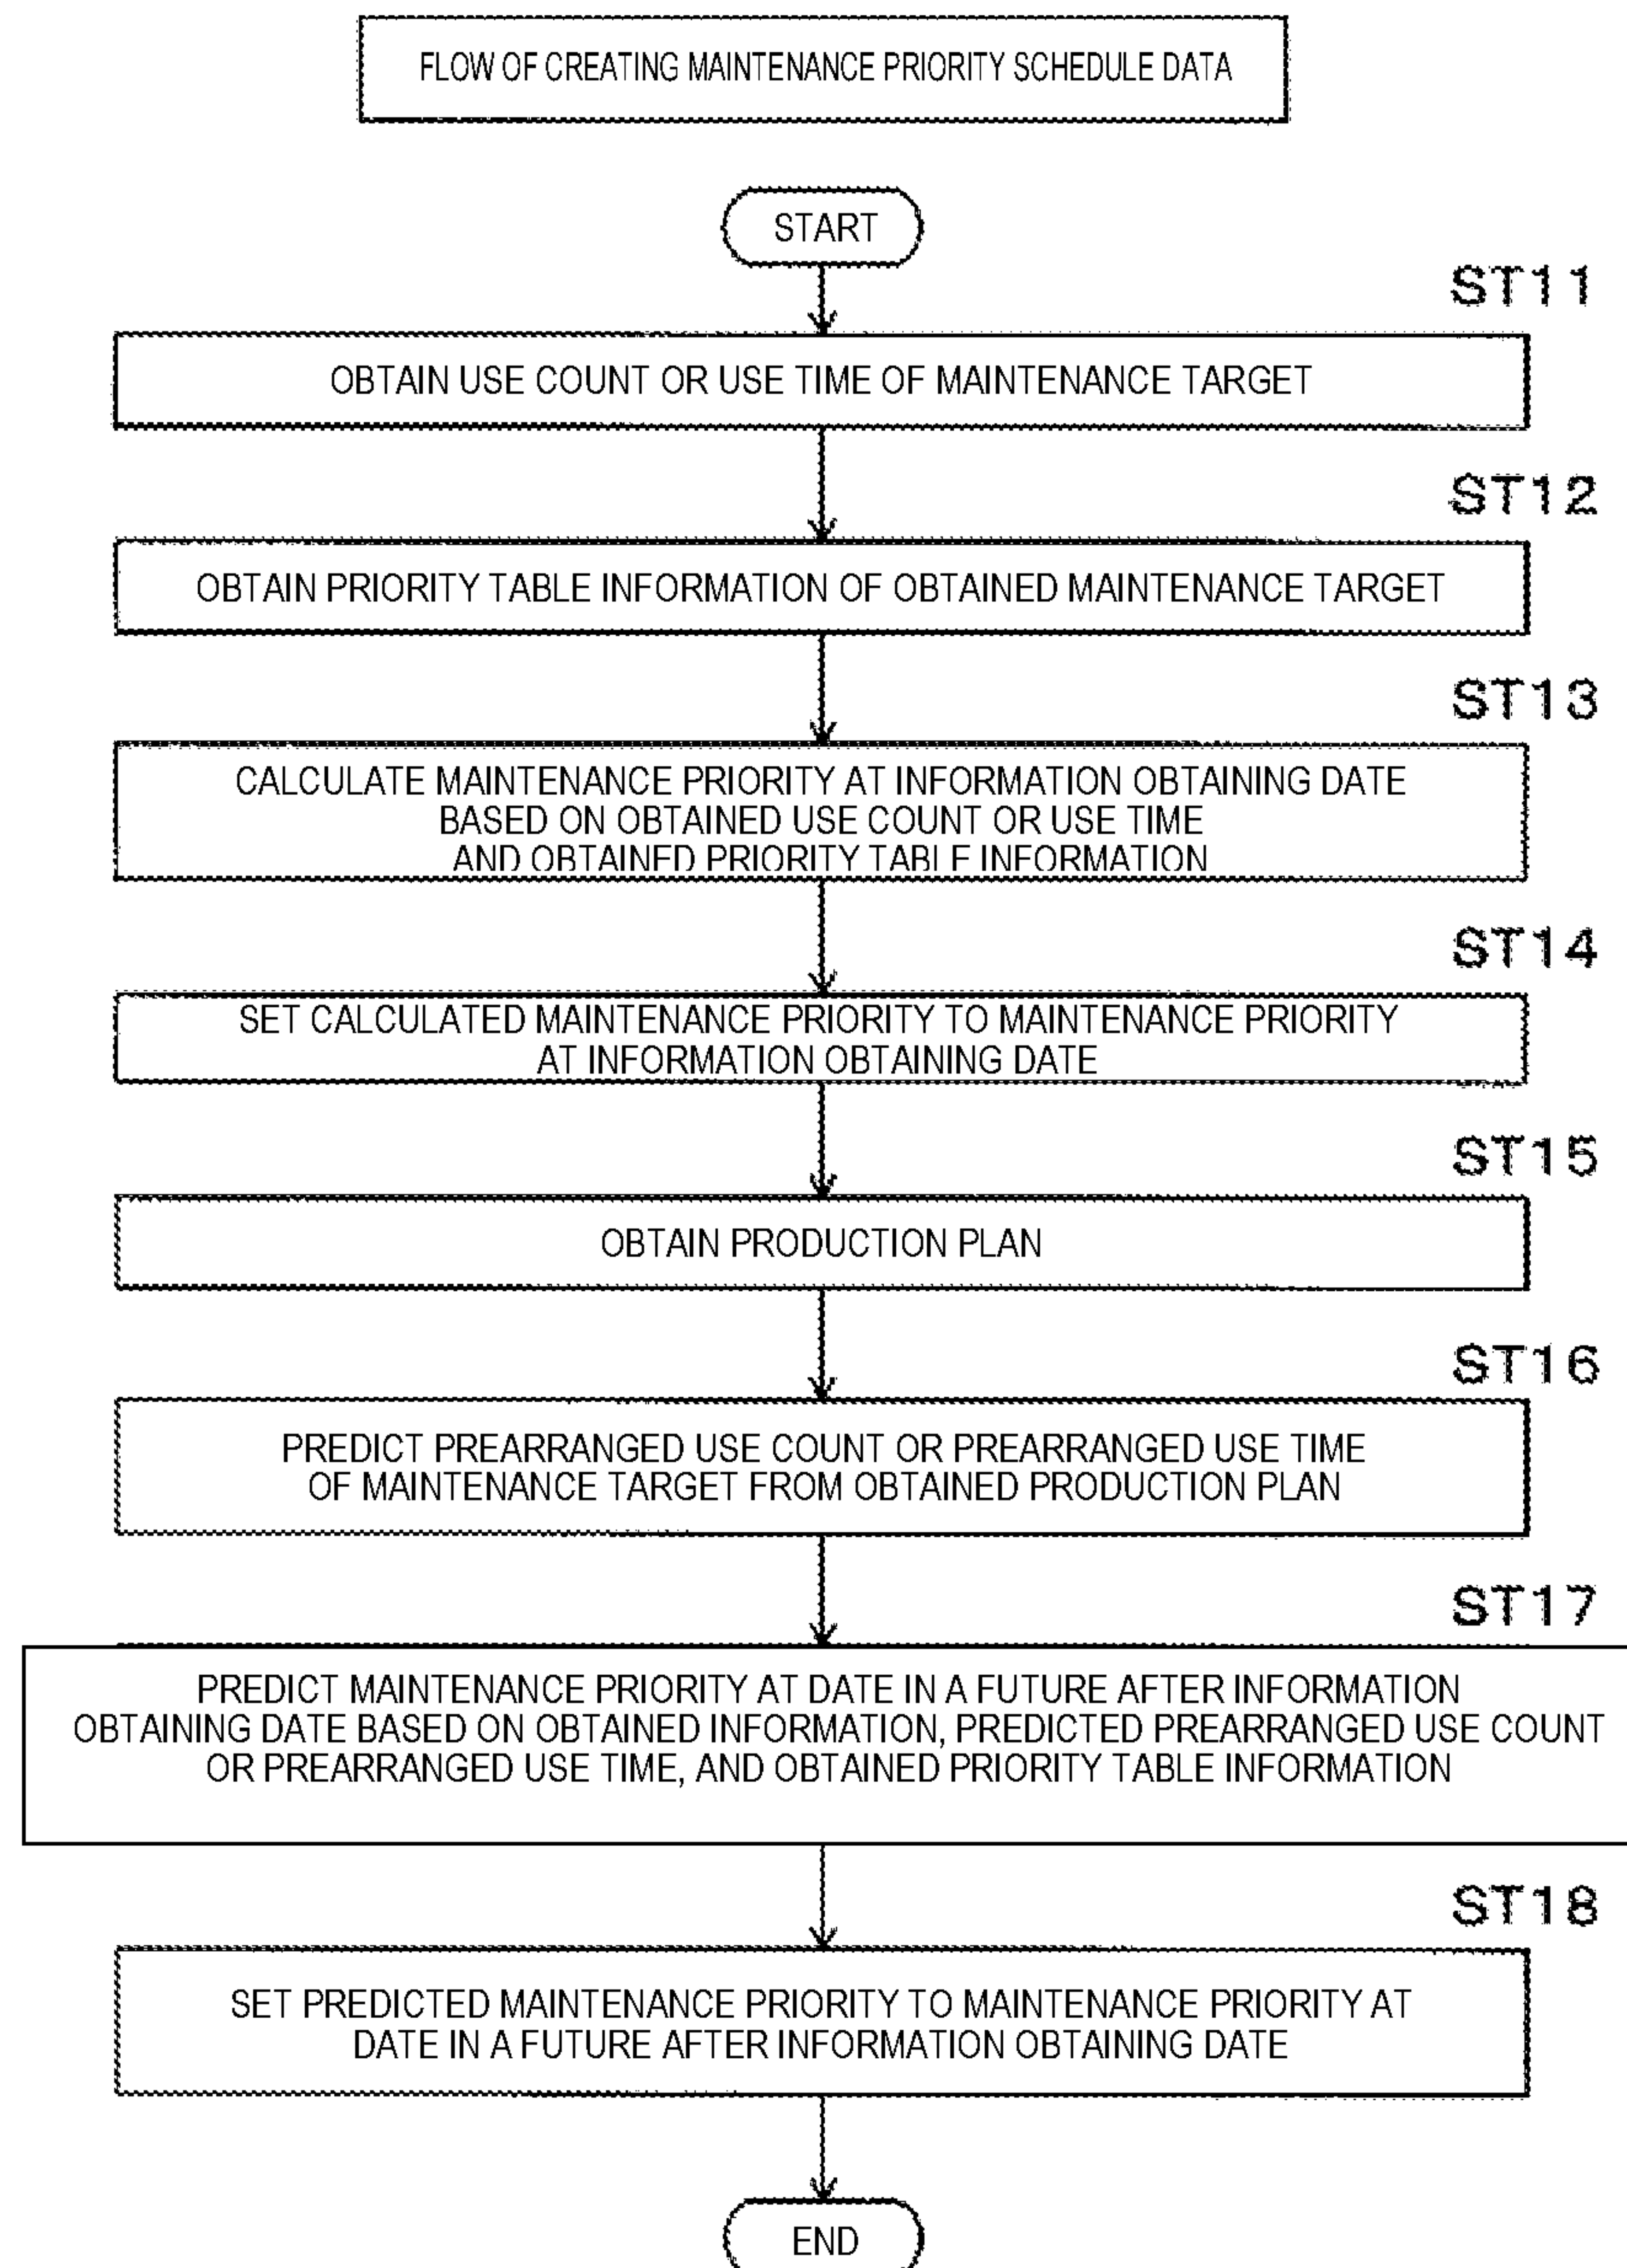 FLOW OF CREATING MAINTENANCE PRIORITY SCHEDULE DATA
START
ST11
OBTAIN USE COUNT OR USE TIME OF MAINTENANCE TARGET
ST12
OBTAIN PRIORITY TABLE INFORMATION OF OBTAINED MAINTENANCE TARGET
ST13
CALCULATE MAINTENANCE PRIORITY AT INFORMATION OBTAINING DATE
BASED ON OBTAINED USE COUNT OR USE TIME
AND OBTAINED PRIORITY TABLE INFORMATION
ST14
SET CALCULATED MAINTENANCE PRIORITY TO MAINTENANCE PRIORITY
AT INFORMATION OBTAINING DATE
ST15
OBTAIN PRODUCTION PLAN
ST16
PREDICT PREARRANGED USE COUNT OR PREARRANGED USE TIME
OF MAINTENANCE TARGET FROM OBTAINED PRODUCTION PLAN
ST17
PREDICT MAINTENANCE PRIORITY AT DATE IN A FUTURE AFTER INFORMATION
OBTAINING DATE BASED ON OBTAINED INFORMATION, PREDICTED PREARRANGED USE COUNT
OR PREARRANGED USE TIME, AND OBTAINED PRIORITY TABLE INFORMATION
ST18
SET PREDICTED MAINTENANCE PRIORITY TO MAINTENANCE PRIORITY AT
DATE IN A FUTURE AFTER INFORMATION OBTAINING DATE
END